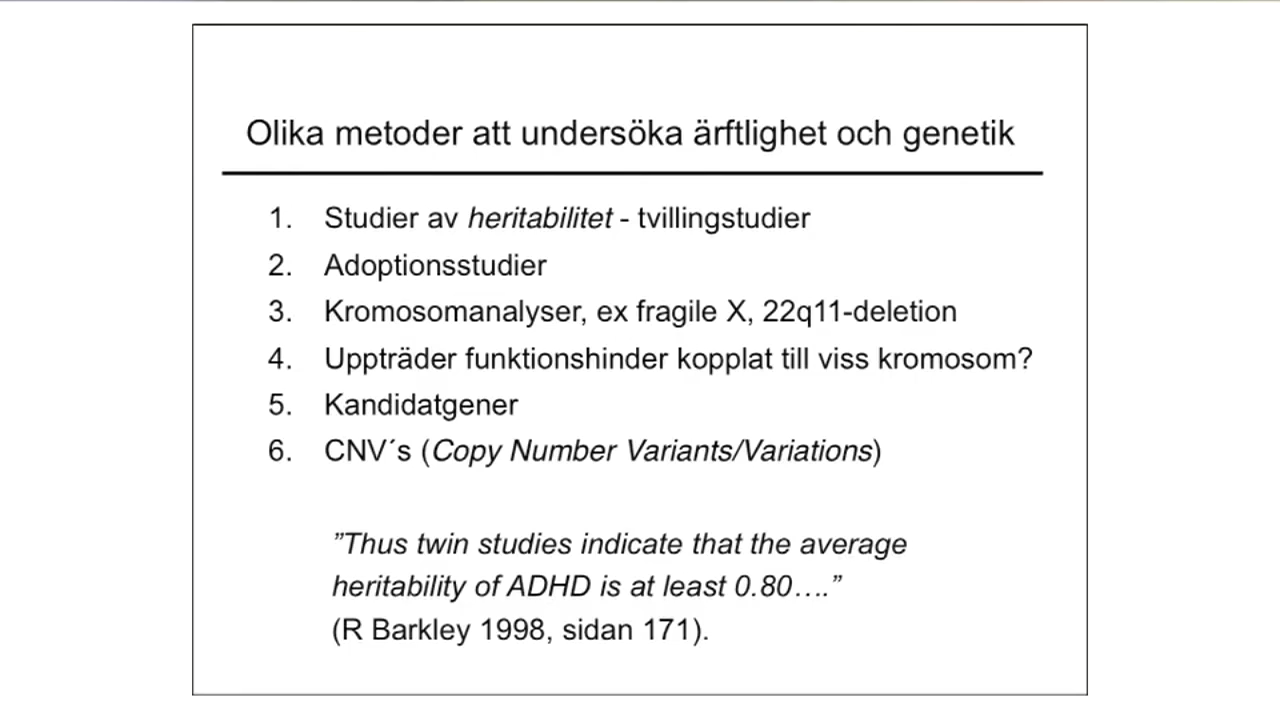 Olika metoder att undersöka ärftlighet och genetik
1. Studier av heritabilitet - tvillingstudier
2. Adoptionsstudier
3. Kromosomanalyser, ex fragile X, 22q11-deletion
4. Uppträder funktionshinder kopplat till viss kromosom?
5. Kandidatgener
6. CNV´s (Copy Number Variants/Variations)
”Thus twin studies indicate that the average
heritability of ADHD is at least 0.80….”
(R Barkley 1998, sidan 171).